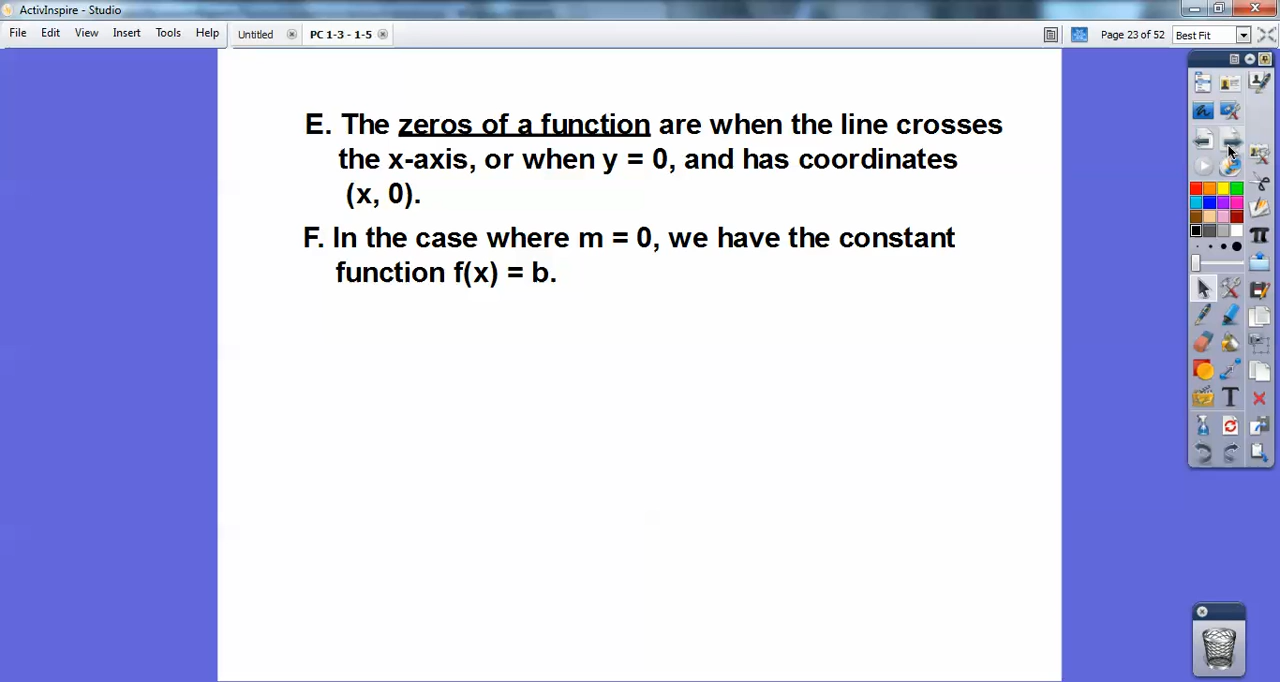 ActivInspire - Studio
File Edit View Insert Tools Help
Untitled PC 1-3 - 1-5 Page 23 of 52 Best Fit
E. The zeros of a function are when the line crosses
the x-axis, or when y = 0, and has coordinates
(x, 0).
F. In the case where m = 0, we have the constant
function f(x) = b.